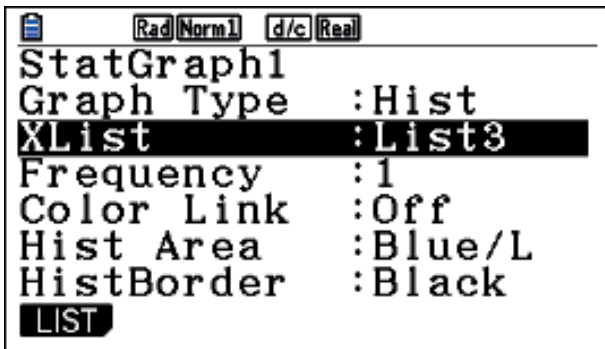 Rad Norm1 d/c Real
StatGraph1
Graph Type :Hist
XList :List3
Frequency :1
Color Link :Off
Hist Area :Blue/L
HistBorder :Black
LIST